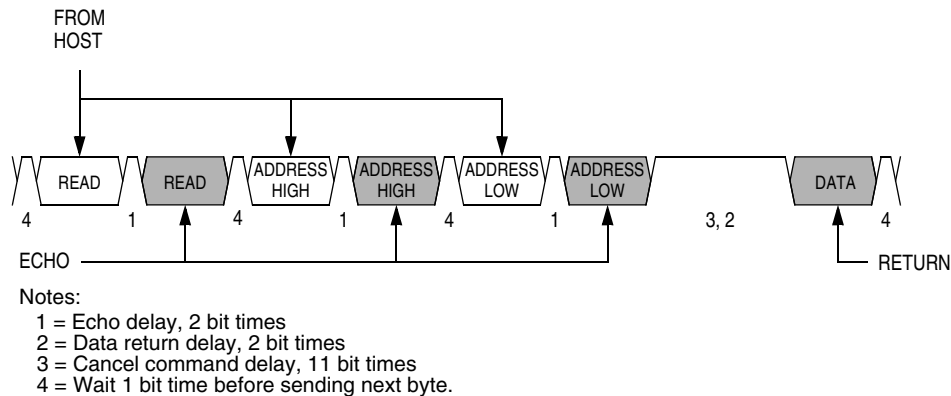 FROM
HOST
READ
READ
ADDRESS
HIGH
ADDRESS
HIGH
ADDRESS
LOW
ADDRESS
LOW
DATA
4
1
4
1
4
1
3, 2
4
ECHO
RETURN
Notes:
1 = Echo delay, 2 bit times
2 = Data return delay, 2 bit times
3 = Cancel command delay, 11 bit times
4 = Wait 1 bit time before sending next byte.